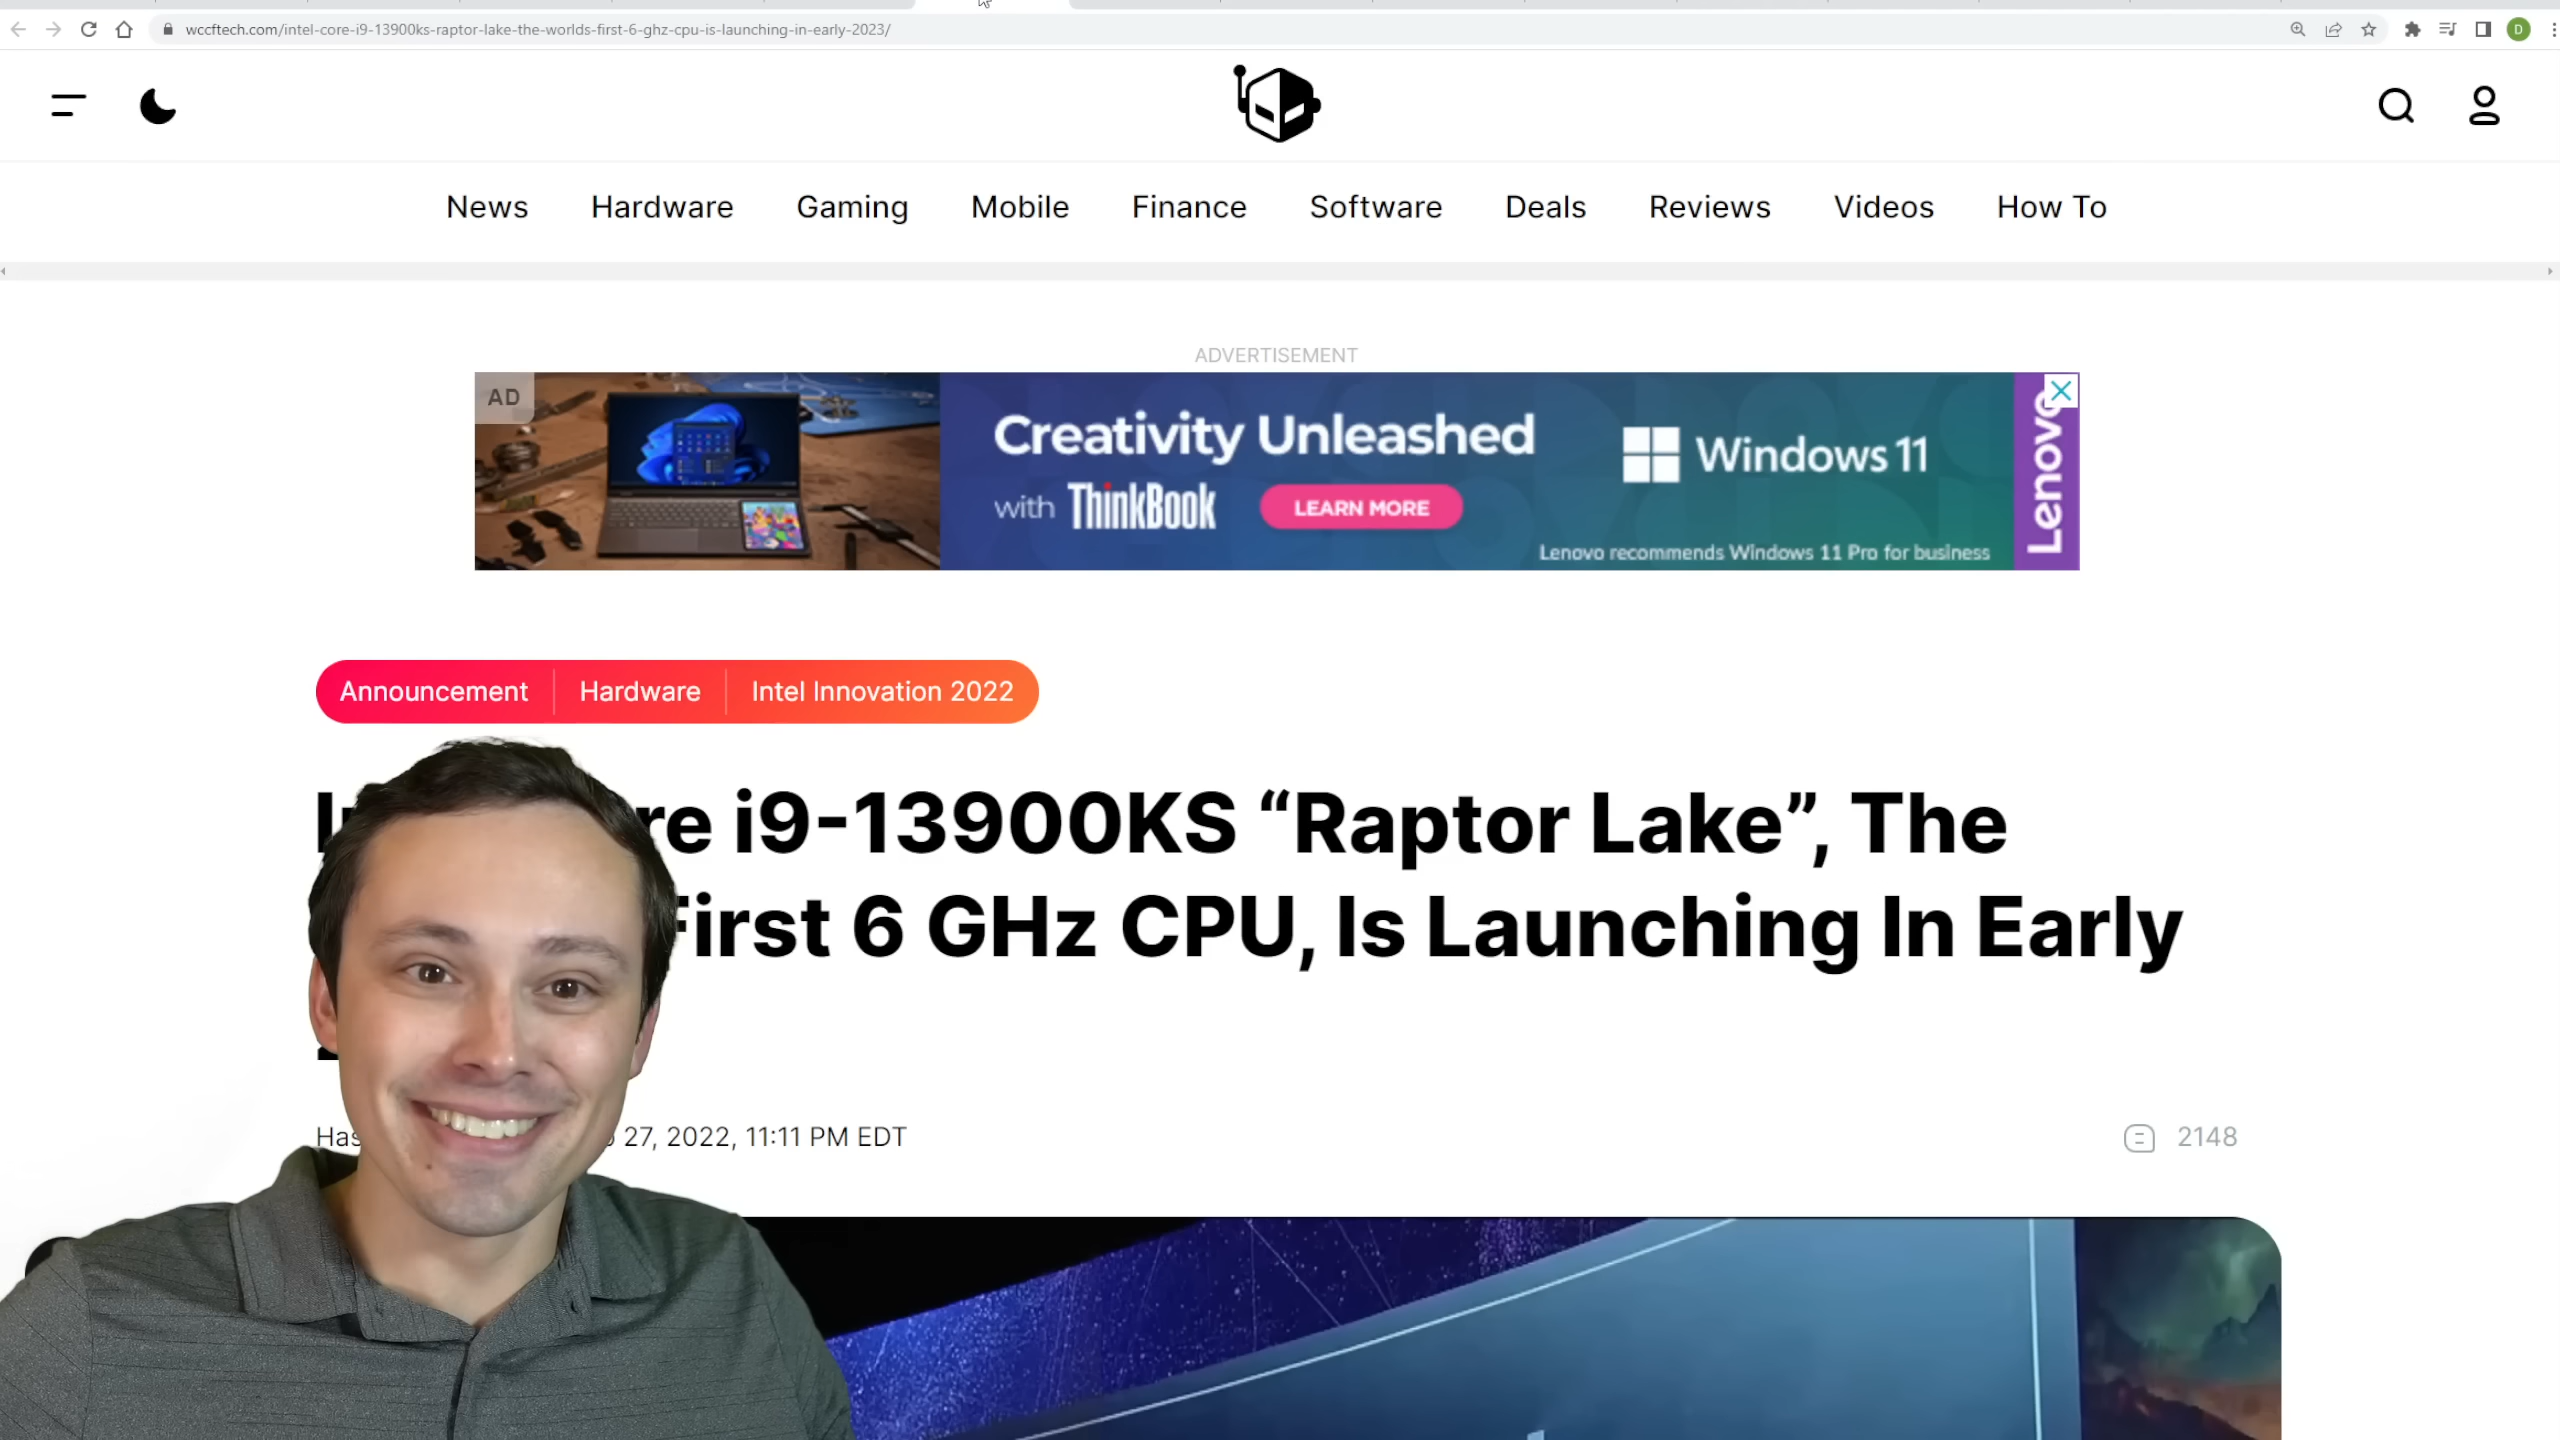 wccftech.com/intel-core-i9-13900ks-raptor-lake-the-worlds-first-6-ghz-cpu-is-launching-in-early-2023/
D
News Hardware Gaming Mobile Finance Software Deals Reviews Videos How To
ADVERTISEMENT
AD
Creativity Unleashed
with ThinkBook
LEARN MORE
Windows 11
Lenovo recommends Windows 11 Pro for business
Lenovo
Announcement Hardware Intel Innovation 2022
i9-13900KS “Raptor Lake”, The
First 6 GHz CPU, Is Launching In Early
27, 2022, 11:11 PM EDT
2148